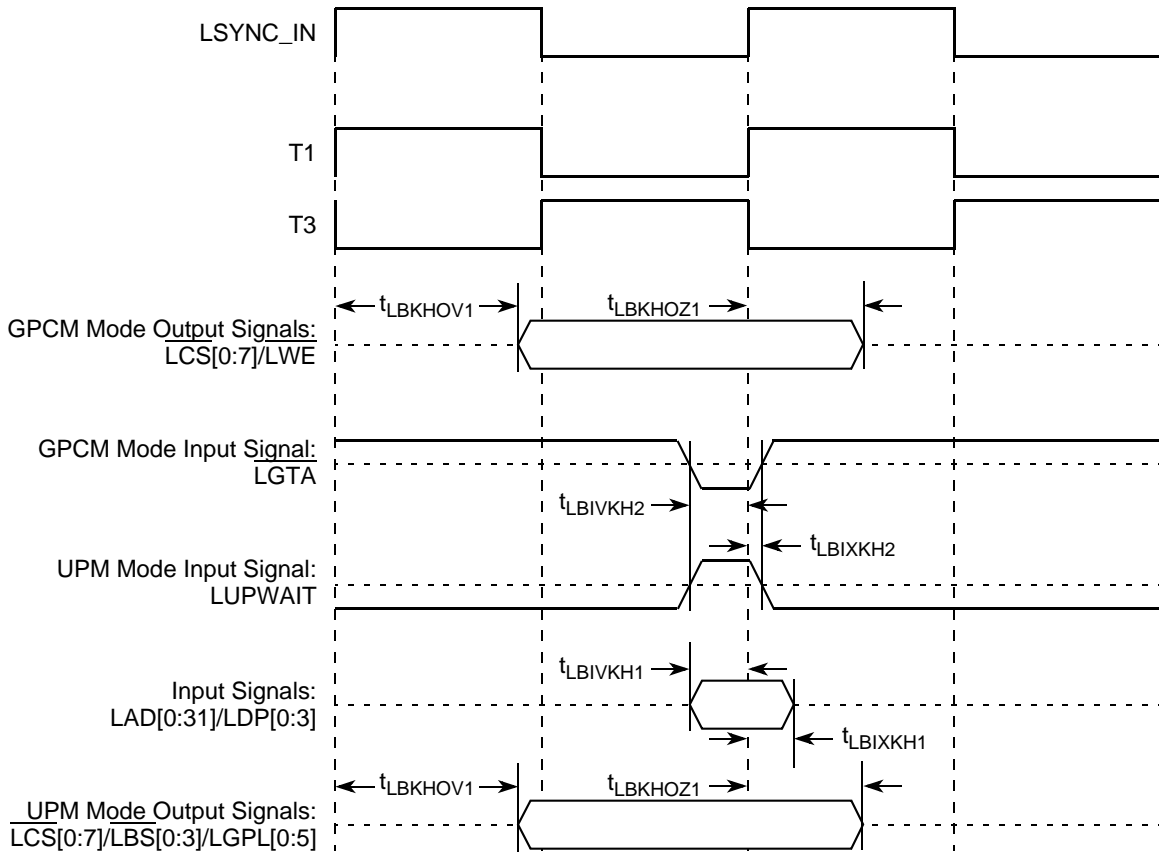 LSYNC_IN
T1
T3
tLBKHOV1 tLBKHOZ1
GPCM Mode Output Signals:
LCS[0:7]/LWE
GPCM Mode Input Signal:
LGTA
tLBIVKH2
tLBIXKH2
UPM Mode Input Signal:
LUPWAIT
tLBIVKH1
Input Signals:
LAD[0:31]/LDP[0:3]
tLBIXKH1
tLBKHOV1 tLBKHOZ1
UPM Mode Output Signals:
LCS[0:7]/LBS[0:3]/LGPL[0:5]